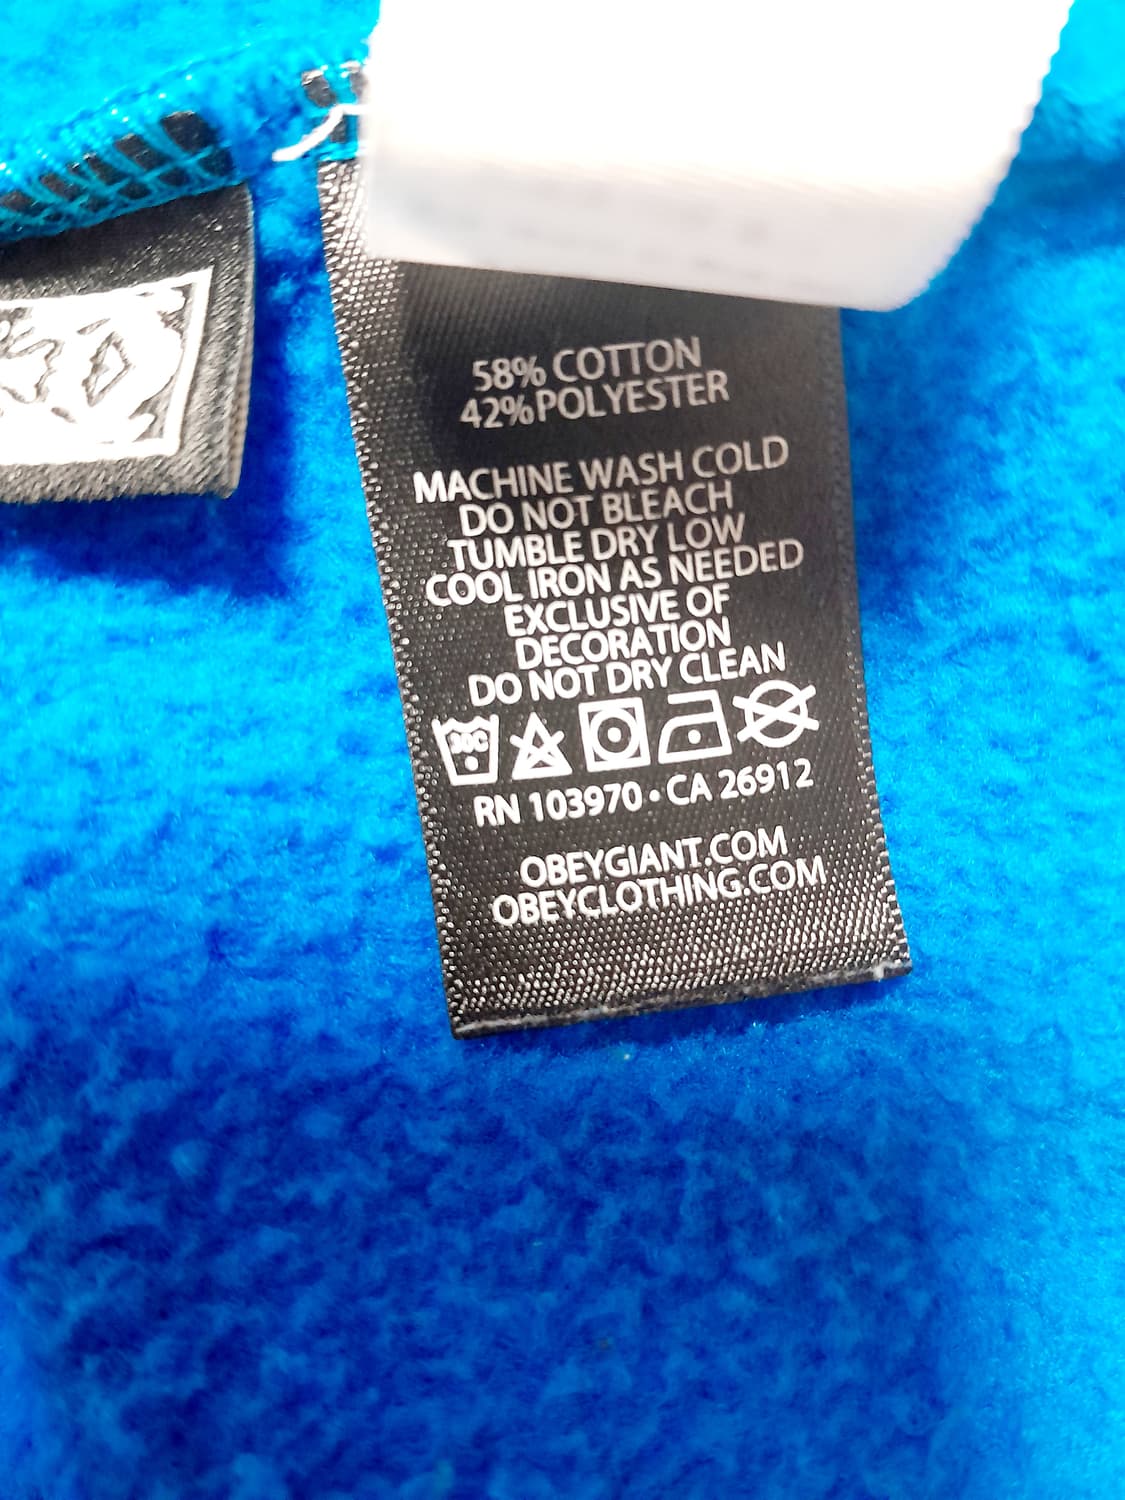 58% COTTON
42% POLYESTER
MACHINE WASH COLD
DO NOT BLEACH
TUMBLE DRY LOW
COOL IRON AS NEEDED
EXCLUSIVE OF
DECORATION
DO NOT DRY CLEAN
30C
RN 103970 • CA 26912
OBEYGIANT.COM
OBEYCLOTHING.COM